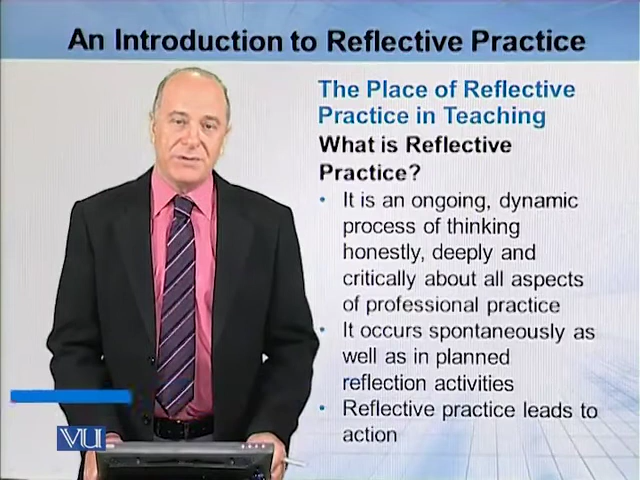 An Introduction to Reflective Practice
The Place of Reflective
Practice in Teaching
What is Reflective
Practice?
• It is an ongoing, dynamic
process of thinking
honestly, deeply and
critically about all aspects
of professional practice
• It occurs spontaneously as
well as in planned
reflection activities
• Reflective practice leads to
action
VU